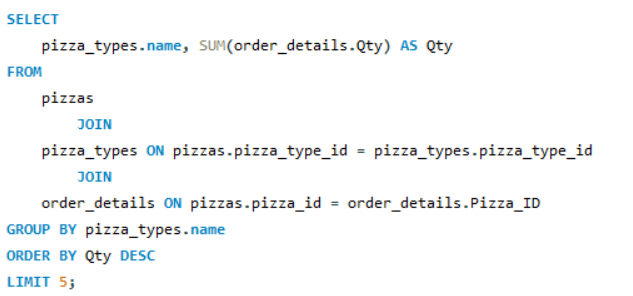 SELECT
pizza_types.name, SUM(order_details.Qty) AS Qty
FROM
pizzas
JOIN
pizza_types ON pizzas.pizza_type_id = pizza_types.pizza_type_id
JOIN
order_details ON pizzas.pizza_id = order_details.Pizza_ID
GROUP BY pizza_types.name
ORDER BY Qty DESC
LIMIT 5;